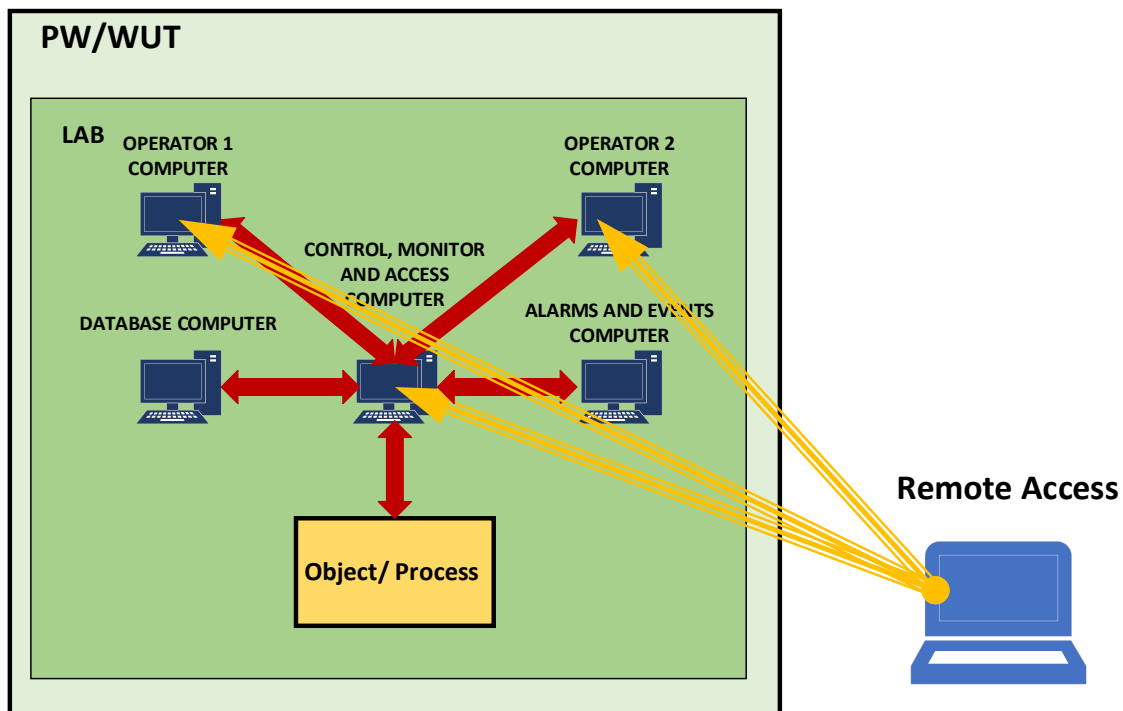 PW/WUT
LAB
OPERATOR 1
COMPUTER
OPERATOR 2
COMPUTER
CONTROL, MONITOR
AND ACCESS
COMPUTER
DATABASE COMPUTER
ALARMS AND EVENTS
COMPUTER
Remote Access
Object/ Process